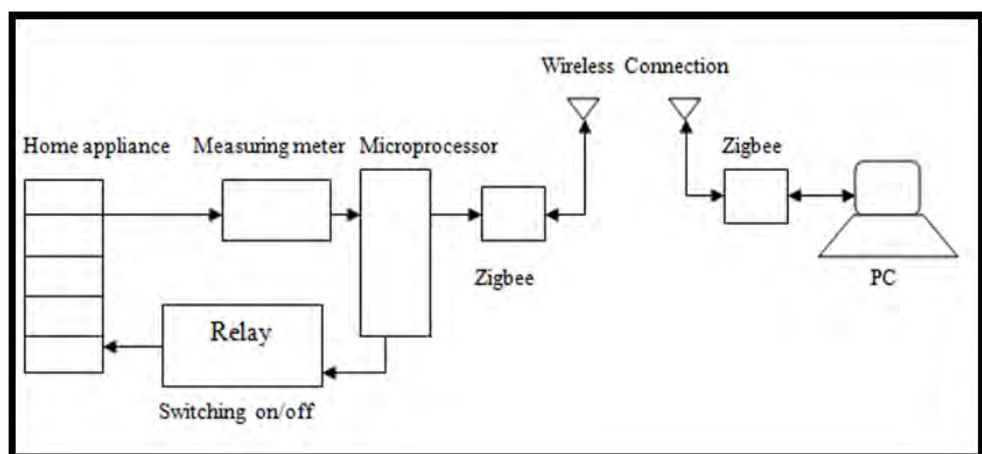 Wireless Connection
Home appliance
Measuring meter
Microprocessor
Zigbee
Zigbee
PC
Relay
Switching on/off